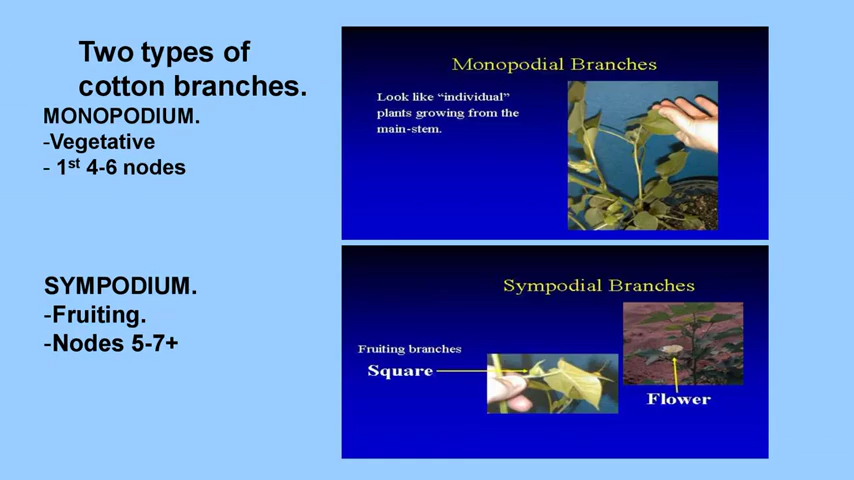 Two types of
cotton branches.
MONOPODIUM.
-Vegetative
- 1st 4-6 nodes
SYMPODIUM.
-Fruiting.
-Nodes 5-7+
Monopodial Branches
Look like “individual”
plants growing from the
main-stem.
Sympodial Branches
Fruiting branches
Square
Flower